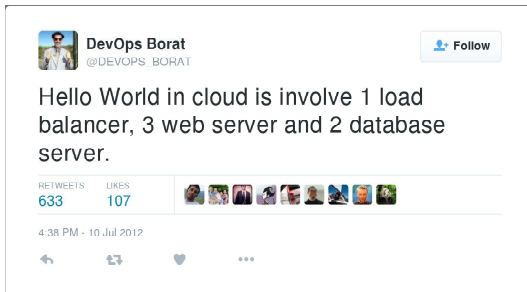 DevOps Borat
@DEVOPS_BORAT
Follow
Hello World in cloud is involve 1 load
balancer, 3 web server and 2 database
server.
RETWEETS LIKES
633 107
4:38 PM - 10 Jul 2012